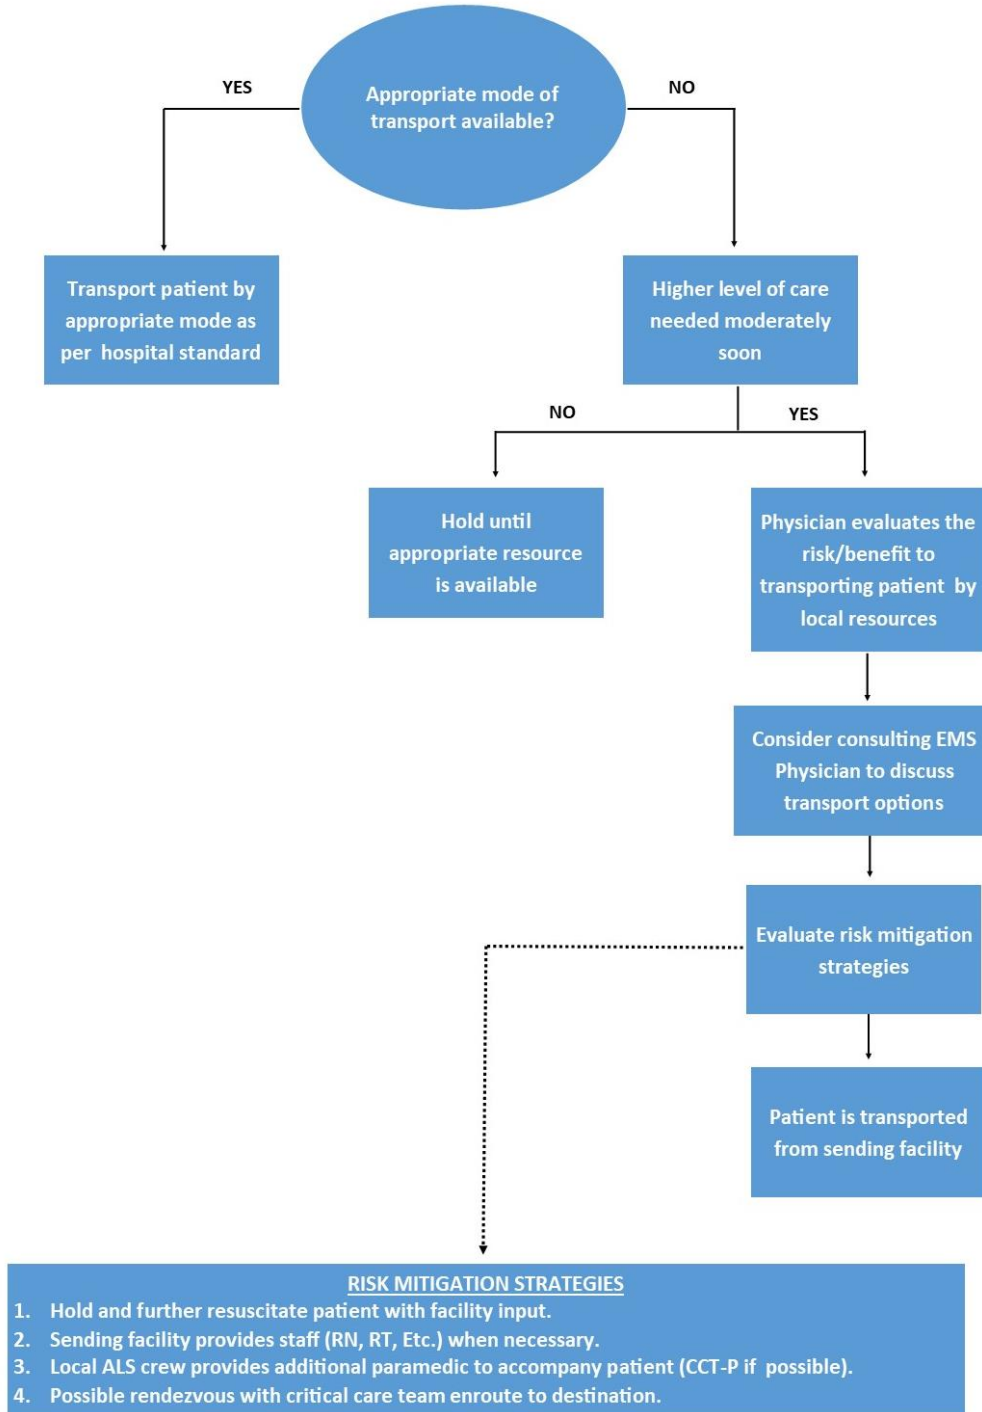 Appropriate mode of
transport available?
YES
NO
Transport patient by
appropriate mode as
per hospital standard
Higher level of care
needed moderately
soon
NO
YES
Hold until
appropriate resource
is available
Physician evaluates the
risk/benefit to
transporting patient by
local resources
Consider consulting EMS
Physician to discuss
transport options
Evaluate risk mitigation
strategies
Patient is transported
from sending facility
RISK MITIGATION STRATEGIES
1. Hold and further resuscitate patient with facility input.
2. Sending facility provides staff (RN, RT, Etc.) when necessary.
3. Local ALS crew provides additional paramedic to accompany patient (CCT-P if possible).
4. Possible rendezvous with critical care team enroute to destination.